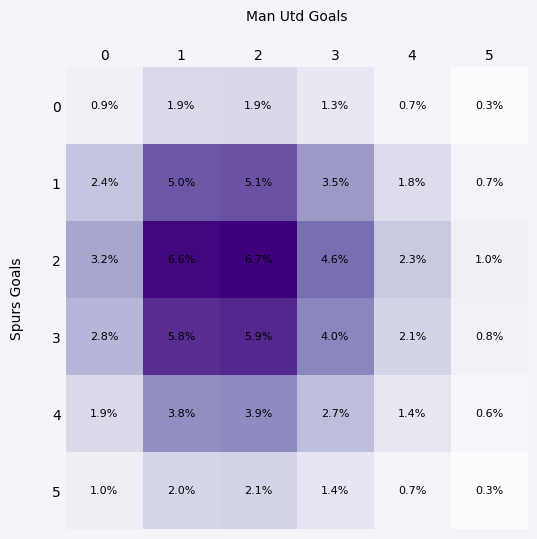 Man Utd Goals
0 1 2 3 4 5
0 0.9% 1.9% 1.9% 1.3% 0.7% 0.3%
1 2.4% 5.0% 5.1% 3.5% 1.8% 0.7%
2 3.2% 6.6% 6.7% 4.6% 2.3% 1.0%
Spurs Goals
3 2.8% 5.8% 5.9% 4.0% 2.1% 0.8%
4 1.9% 3.8% 3.9% 2.7% 1.4% 0.6%
5 1.0% 2.0% 2.1% 1.4% 0.7% 0.3%